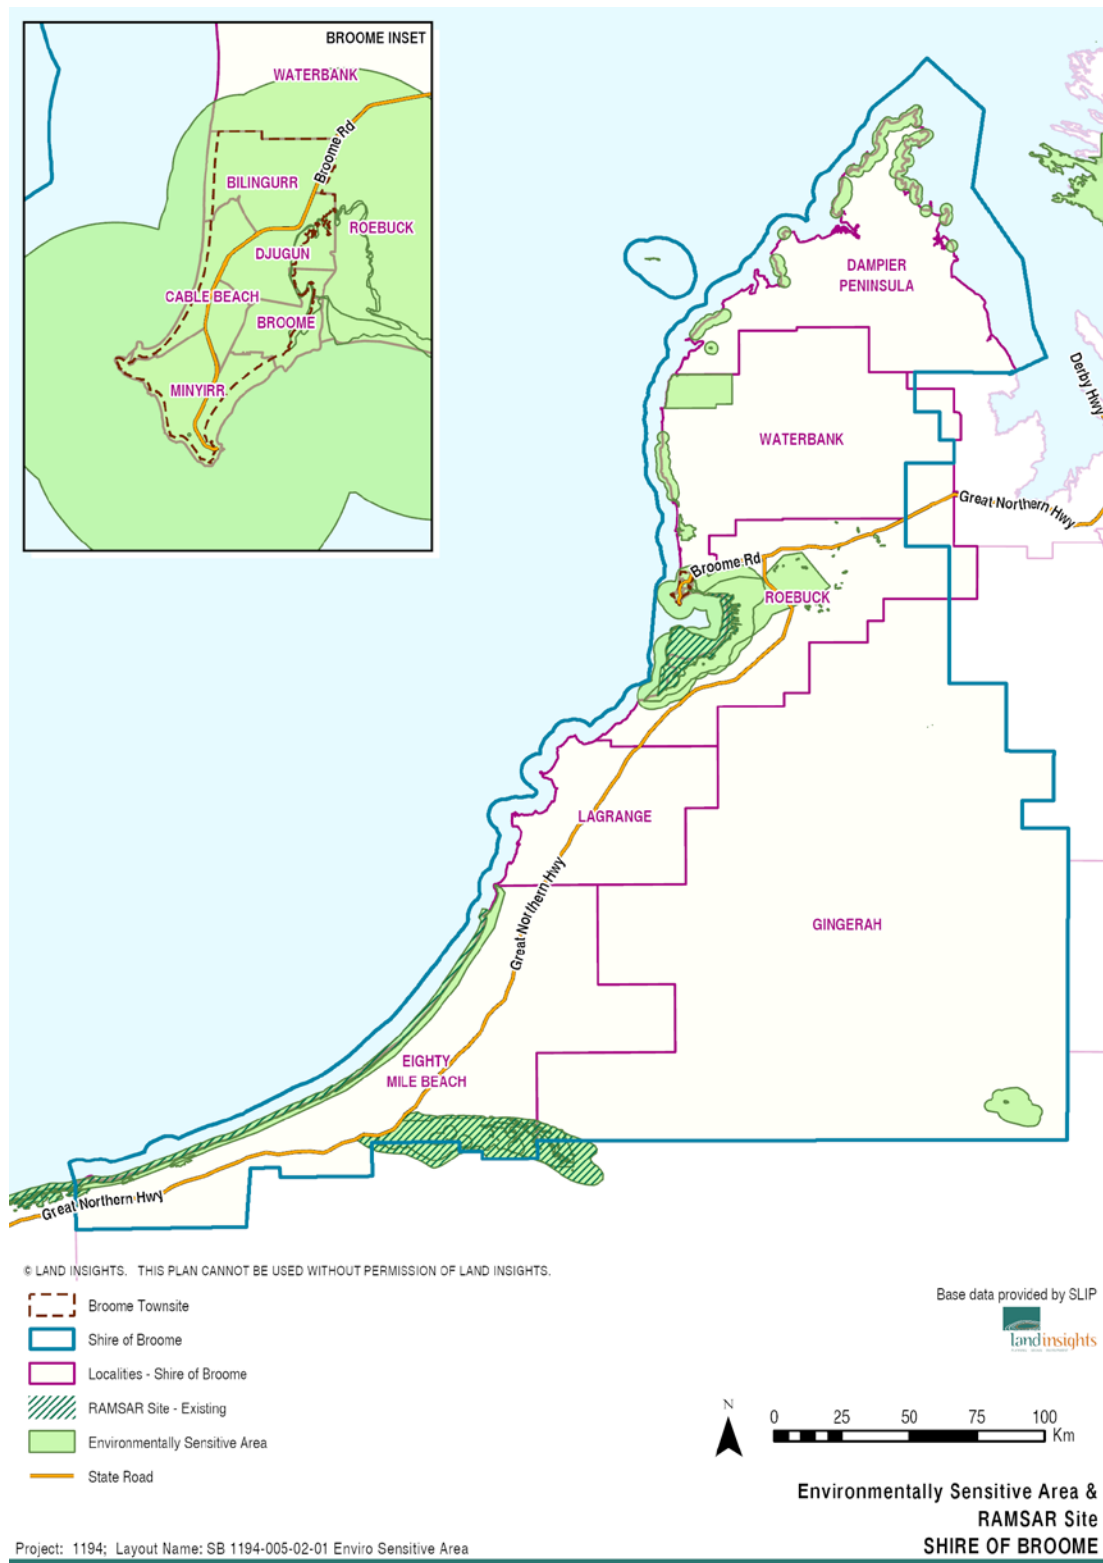 BROOME INSET
WATERBANK
Broome Rd
BILINGURR
ROEBUCK
DJUGUN
CABLE BEACH
BROOME
MINYIRR
DAMPIER
PENINSULA
Derby Hwy
WATERBANK
Great Northern Hwy
Broome Rd
ROEBUCK
LAGRANGE
Great Northern Hwy
GINGERAH
EIGHTY
MILE BEACH
Great Northern Hwy
© LAND INSIGHTS. THIS PLAN CANNOT BE USED WITHOUT PERMISSION OF LAND INSIGHTS.
Broome Townsite
Shire of Broome
Localities - Shire of Broome
RAMSAR Site - Existing
Environmentally Sensitive Area
State Road
Base data provided by SLIP
landinsights
N
0 25 50 75 100
Km
Environmentally Sensitive Area &
RAMSAR Site
SHIRE OF BROOME
Project: 1194; Layout Name: SB 1194-005-02-01 Enviro Sensitive Area